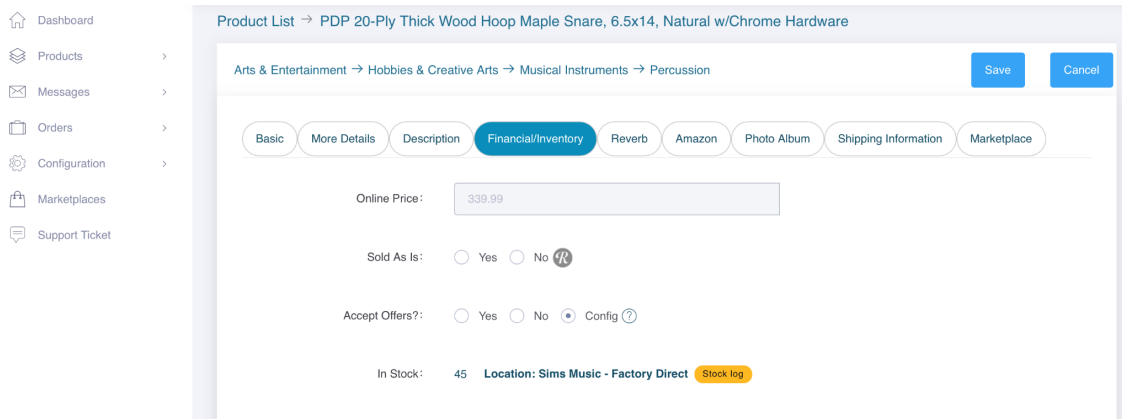 Dashboard
Products
Messages
Orders
Configuration
Marketplaces
Support Ticket
Product List → PDP 20-Ply Thick Wood Hoop Maple Snare, 6.5x14, Natural w/Chrome Hardware
Arts & Entertainment → Hobbies & Creative Arts → Musical Instruments → Percussion
Save
Cancel
Basic
More Details
Description
Financial/Inventory
Reverb
Amazon
Photo Album
Shipping Information
Marketplace
Online Price: 339.99
Sold As Is: Yes No R
Accept Offers?: Yes No Config ?
In Stock: 45 Location: Sims Music - Factory Direct Stock log